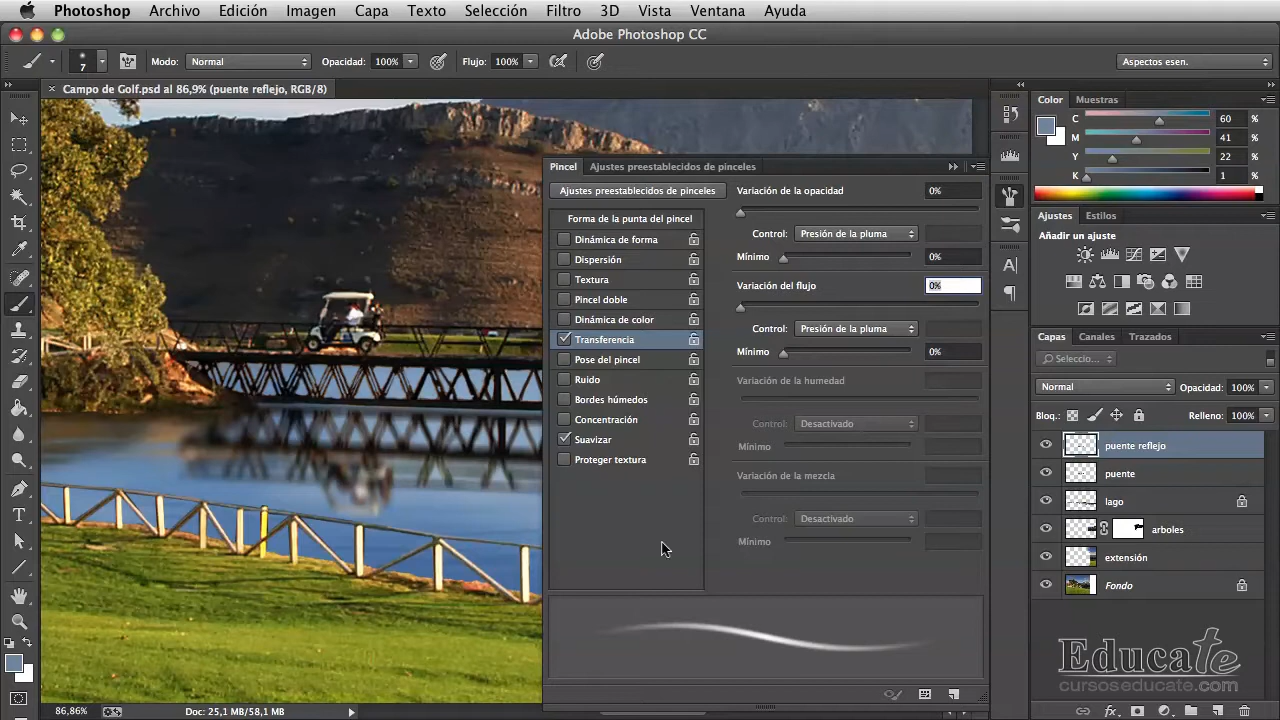 Photoshop Archivo Edición Imagen Capa Texto Selección Filtro 3D Vista Ventana Ayuda
Adobe Photoshop CC
7 Modo: Normal Opacidad: 100% Flujo: 100% Aspectos esen.
× Campo de Golf.psd al 86,9% (puente reflejo, RGB/8)
Pincel Ajustes preestablecidos de pinceles
Ajustes preestablecidos de pinceles
Forma de la punta del pincel
Dinámica de forma
Dispersión
Textura
Pincel doble
Dinámica de color
Transferencia
Pose del pincel
Ruido
Bordes húmedos
Concentración
Suavizar
Proteger textura
Variación de la opacidad 0%
Control: Presión de la pluma
Mínimo 0%
Variación del flujo 0%
Control: Presión de la pluma
Mínimo 0%
Variación de la humedad
Control: Desactivado
Mínimo
Variación de la mezcla
Control: Desactivado
Mínimo
Color Muestras
C 60 %
M 41 %
Y 22 %
K 1 %
Ajustes Estilos
Añadir un ajuste
Capas Canales Trazados
Selecc...
Normal Opacidad: 100%
Bloq.: Relleno: 100%
puente reflejo
puente
lago
arboles
extensión
Fondo
Educate
cursoseducate.com
86,86% Doc: 25,1 MB/58,1 MB